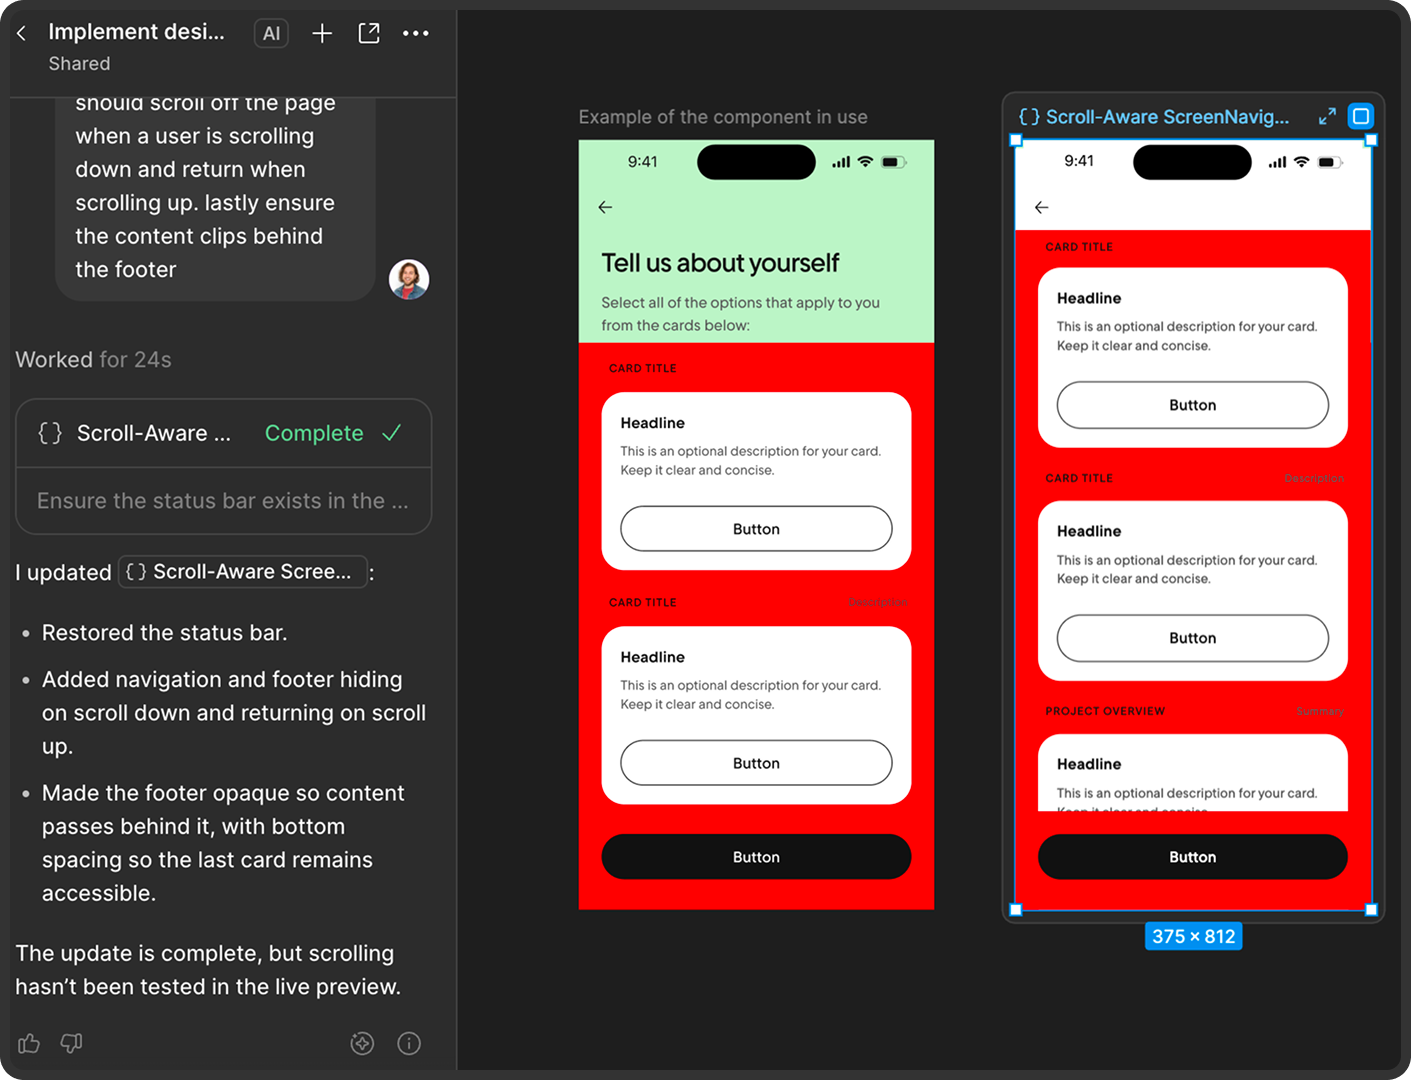 Implement desi...
AI
Shared
should scroll off the page
when a user is scrolling
down and return when
scrolling up. lastly ensure
the content clips behind
the footer
Worked for 24s
{} Scroll-Aware ... Complete
Ensure the status bar exists in the ...
I updated {} Scroll-Aware Scree... :
• Restored the status bar.
• Added navigation and footer hiding
on scroll down and returning on scroll
up.
• Made the footer opaque so content
passes behind it, with bottom
spacing so the last card remains
accessible.
The update is complete, but scrolling
hasn’t been tested in the live preview.
Example of the component in use
9:41
Tell us about yourself
Select all of the options that apply to you
from the cards below:
CARD TITLE
Headline
This is an optional description for your card.
Keep it clear and concise.
Button
CARD TITLE Description
Headline
This is an optional description for your card.
Keep it clear and concise.
Button
Button
{} Scroll-Aware ScreenNavig...
9:41
CARD TITLE
Headline
This is an optional description for your card.
Keep it clear and concise.
Button
CARD TITLE Description
Headline
This is an optional description for your card.
Keep it clear and concise.
Button
PROJECT OVERVIEW Summary
Headline
This is an optional description for your card.
Keep it clear and concise.
Button
375 × 812